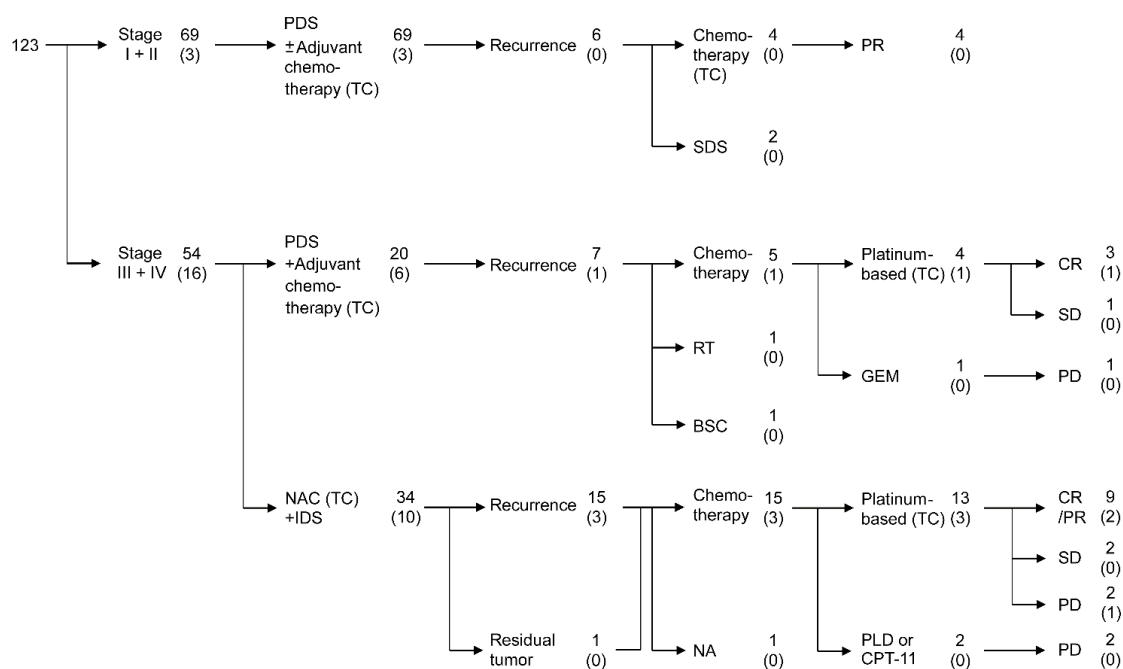 123
Stage
I + II
69
(3)
PDS
±Adjuvant
chemo-
therapy (TC)
69
(3)
Recurrence
6
(0)
Chemo-
therapy
(TC)
4
(0)
PR
4
(0)
SDS
2
(0)
Stage
III + IV
54
(16)
PDS
+Adjuvant
chemo-
therapy (TC)
20
(6)
Recurrence
7
(1)
Chemo-
therapy
5
(1)
Platinum-
based (TC)
4
(1)
CR
3
(1)
SD
1
(0)
RT
1
(0)
GEM
1
(0)
PD
1
(0)
BSC
1
(0)
NAC (TC)
+IDS
34
(10)
Recurrence
15
(3)
Chemo-
therapy
15
(3)
Platinum-
based (TC)
13
(3)
CR
/PR
9
(2)
SD
2
(0)
PD
2
(1)
Residual
tumor
1
(0)
NA
1
(0)
PLD or
CPT-11
2
(0)
PD
2
(0)